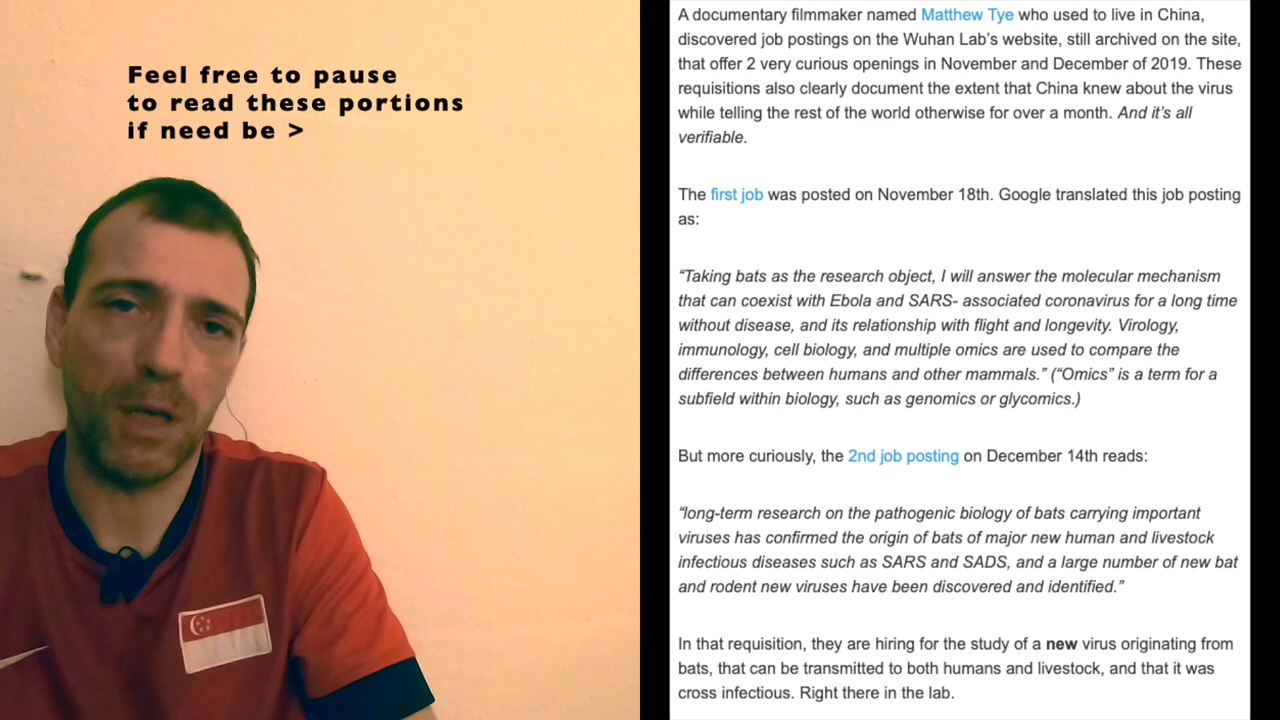 Feel free to pause
to read these portions
if need be >
A documentary filmmaker named Matthew Tye who used to live in China,
discovered job postings on the Wuhan Lab’s website, still archived on the site,
that offer 2 very curious openings in November and December of 2019. These
requisitions also clearly document the extent that China knew about the virus
while telling the rest of the world otherwise for over a month. And it’s all
verifiable.
The first job was posted on November 18th. Google translated this job posting
as:
“Taking bats as the research object, I will answer the molecular mechanism
that can coexist with Ebola and SARS- associated coronavirus for a long time
without disease, and its relationship with flight and longevity. Virology,
immunology, cell biology, and multiple omics are used to compare the
differences between humans and other mammals.” (“Omics” is a term for a
subfield within biology, such as genomics or glycomics.)
But more curiously, the 2nd job posting on December 14th reads:
“long-term research on the pathogenic biology of bats carrying important
viruses has confirmed the origin of bats of major new human and livestock
infectious diseases such as SARS and SADS, and a large number of new bat
and rodent new viruses have been discovered and identified.”
In that requisition, they are hiring for the study of a new virus originating from
bats, that can be transmitted to both humans and livestock, and that it was
cross infectious. Right there in the lab.